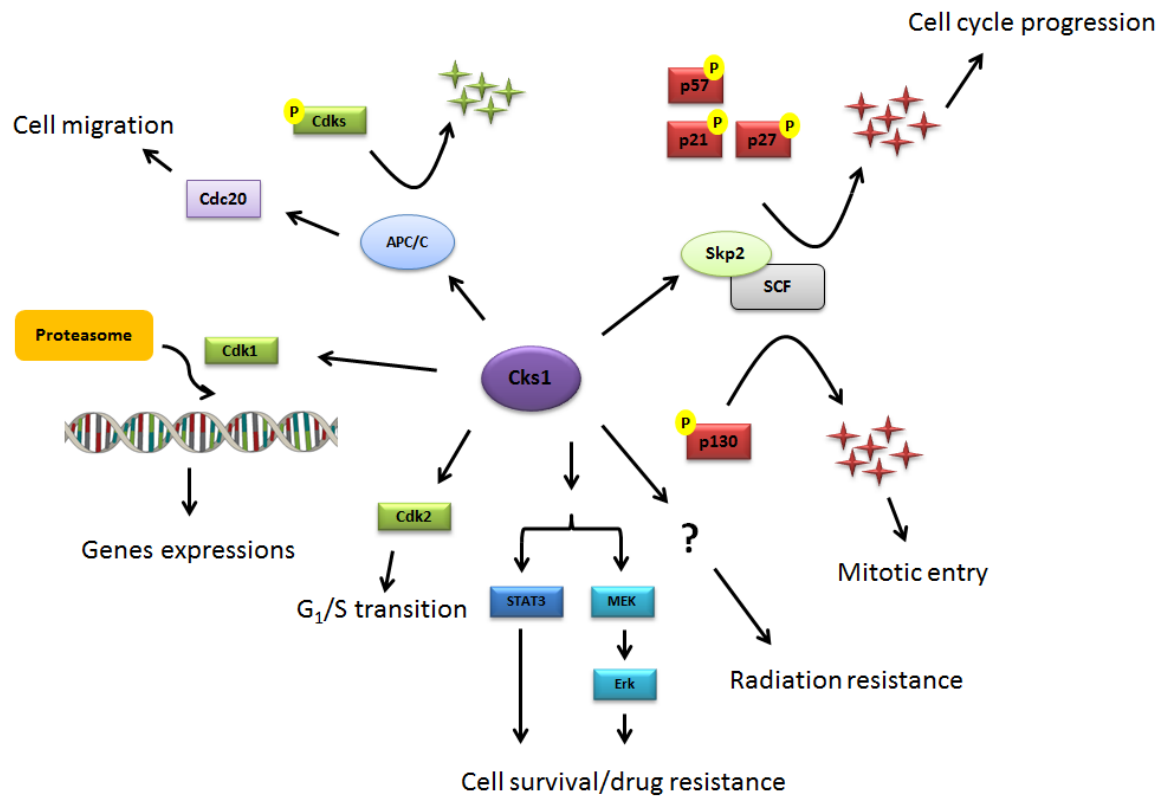 Cell cycle progression
P
p57
P
Cdks
P
p21
P
p27
Cell migration
Cdc20
APC/C
Skp2
SCF
Proteasome
Cdk1
Cks1
P
p130
Cdk2
?
Genes expressions
Mitotic entry
G₁/S transition
STAT3
MEK
Erk
Radiation resistance
Cell survival/drug resistance